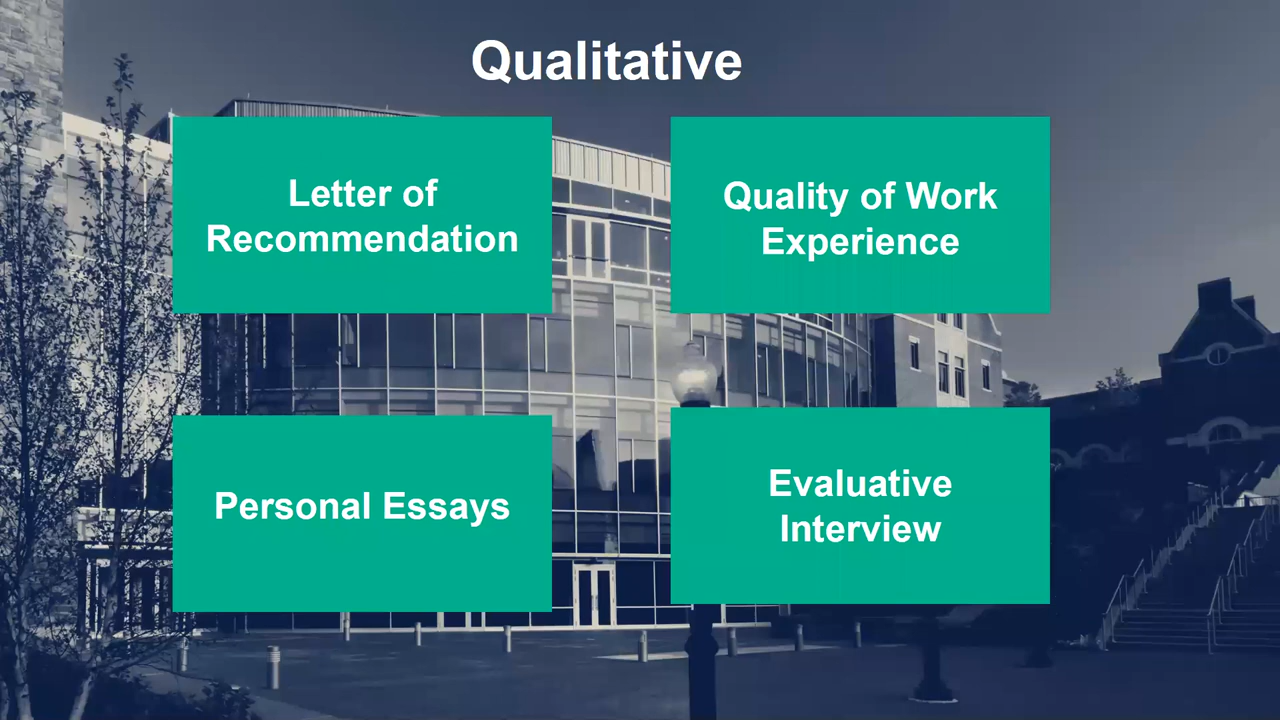 Qualitative
Letter of
Recommendation
Quality of Work
Experience
Personal Essays
Evaluative
Interview